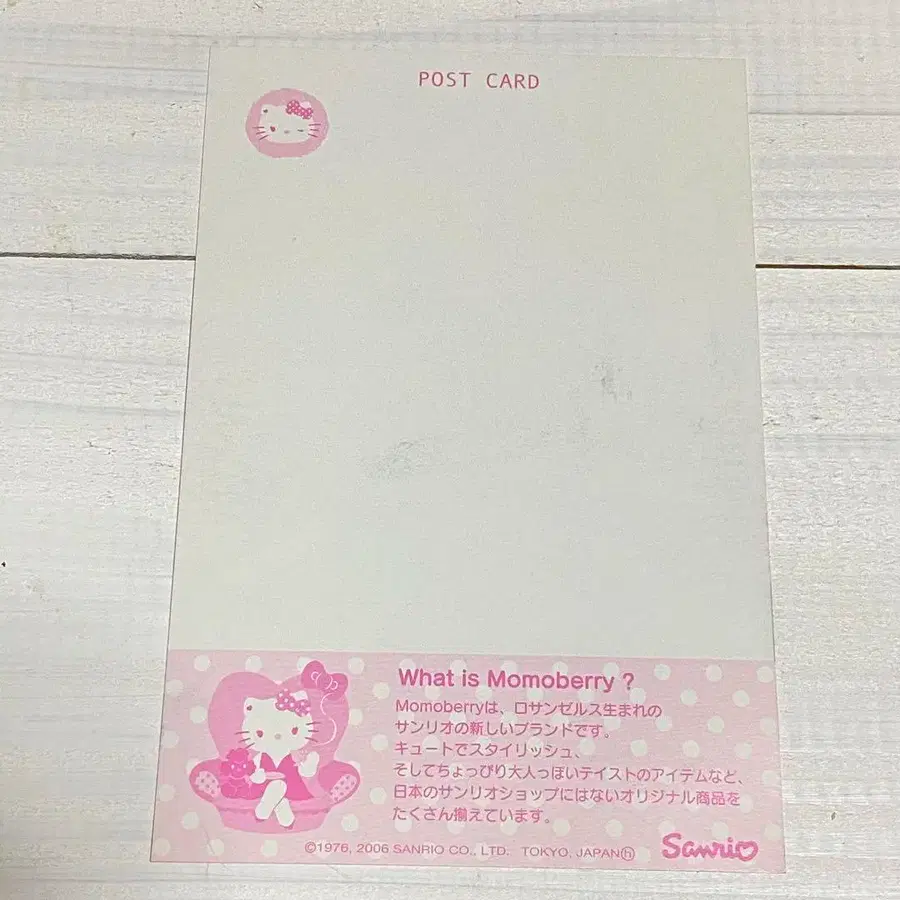 POST CARD
What is Momoberry ?
Momoberryは、ロサンゼルス生まれの
サンリオの新しいブランドです。
キュートでスタイリッシュ、
そしてちょっぴり大人っぽいテイストのアイテムなど、
日本のサンリオショップにはないオリジナル商品を
たくさん揃えています。
©1976, 2006 SANRIO CO., LTD. TOKYO, JAPAN ⓗ
Sanrio